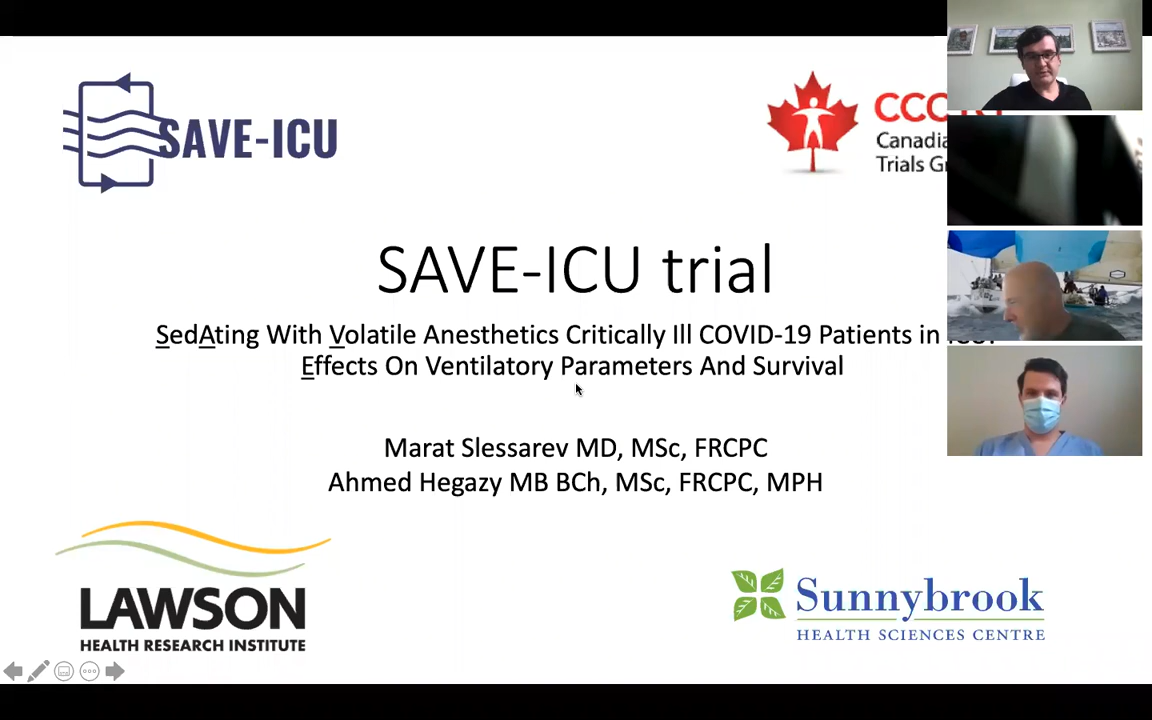 SAVE-ICU
Canadia
Trials G
SAVE-ICU trial
SedAting With Volatile Anesthetics Critically Ill COVID-19 Patients in
Effects On Ventilatory Parameters And Survival
Marat Slessarev MD, MSc, FRCPC
Ahmed Hegazy MB BCh, MSc, FRCPC, MPH
LAWSON
HEALTH RESEARCH INSTITUTE
Sunnybrook
HEALTH SCIENCES CENTRE